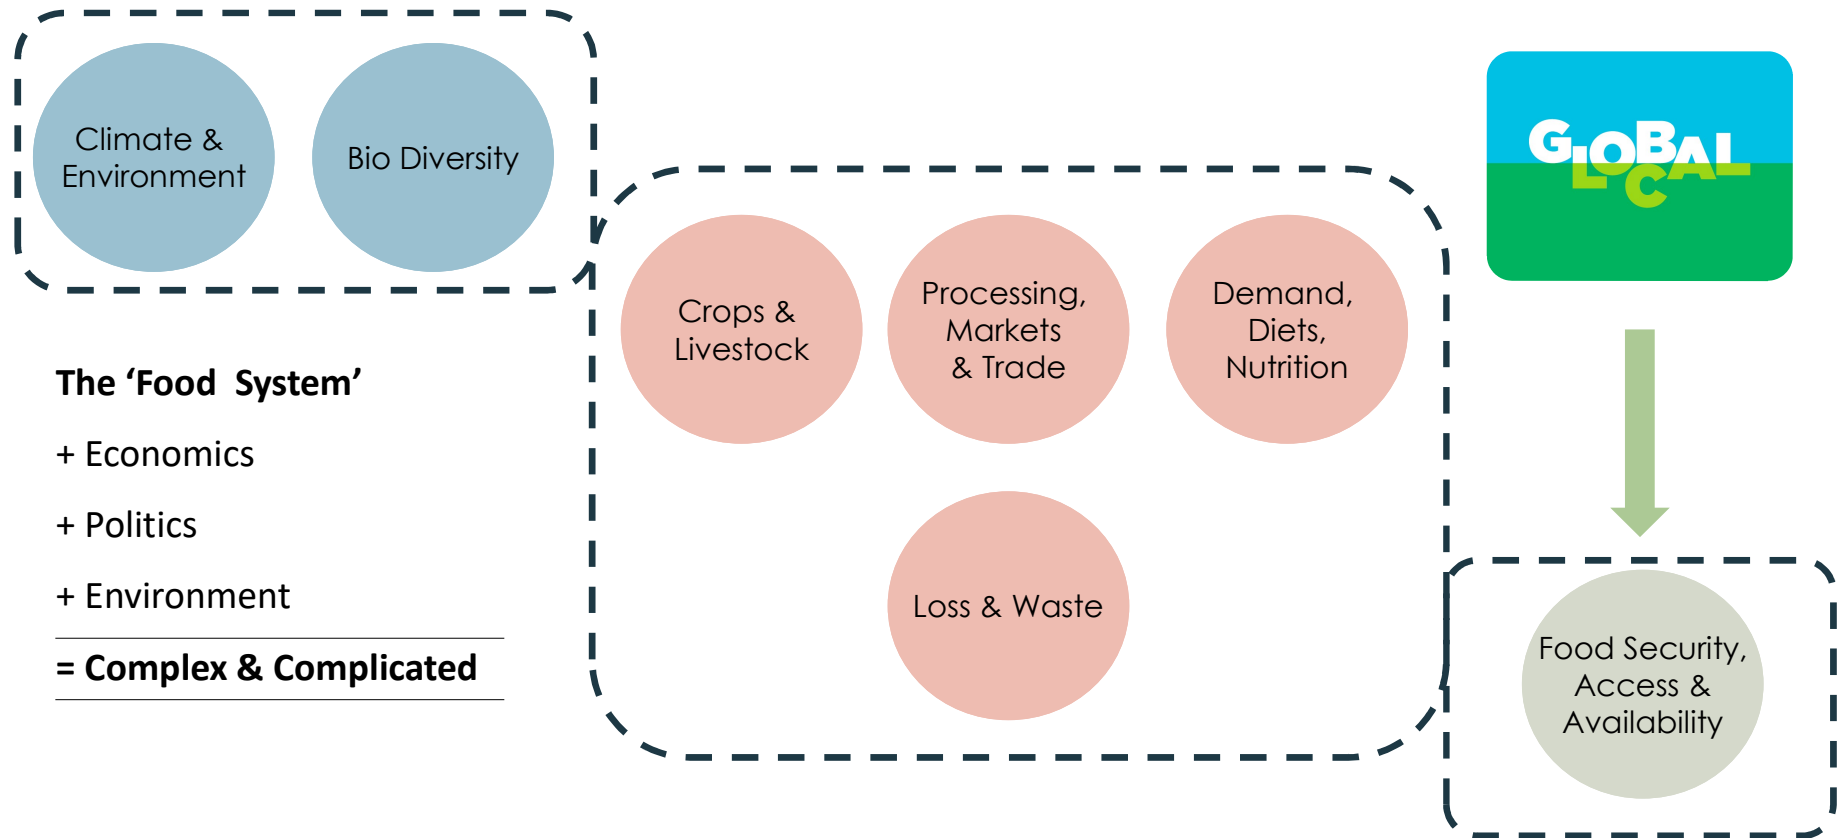 Climate &
Environment
Bio Diversity
GLOBAL
LOCAL
Crops &
Livestock
Processing,
Markets
& Trade
Demand,
Diets,
Nutrition
The ‘Food  System’
+ Economics
+ Politics
+ Environment
= Complex & Complicated
Loss & Waste
Food Security,
Access &
Availability